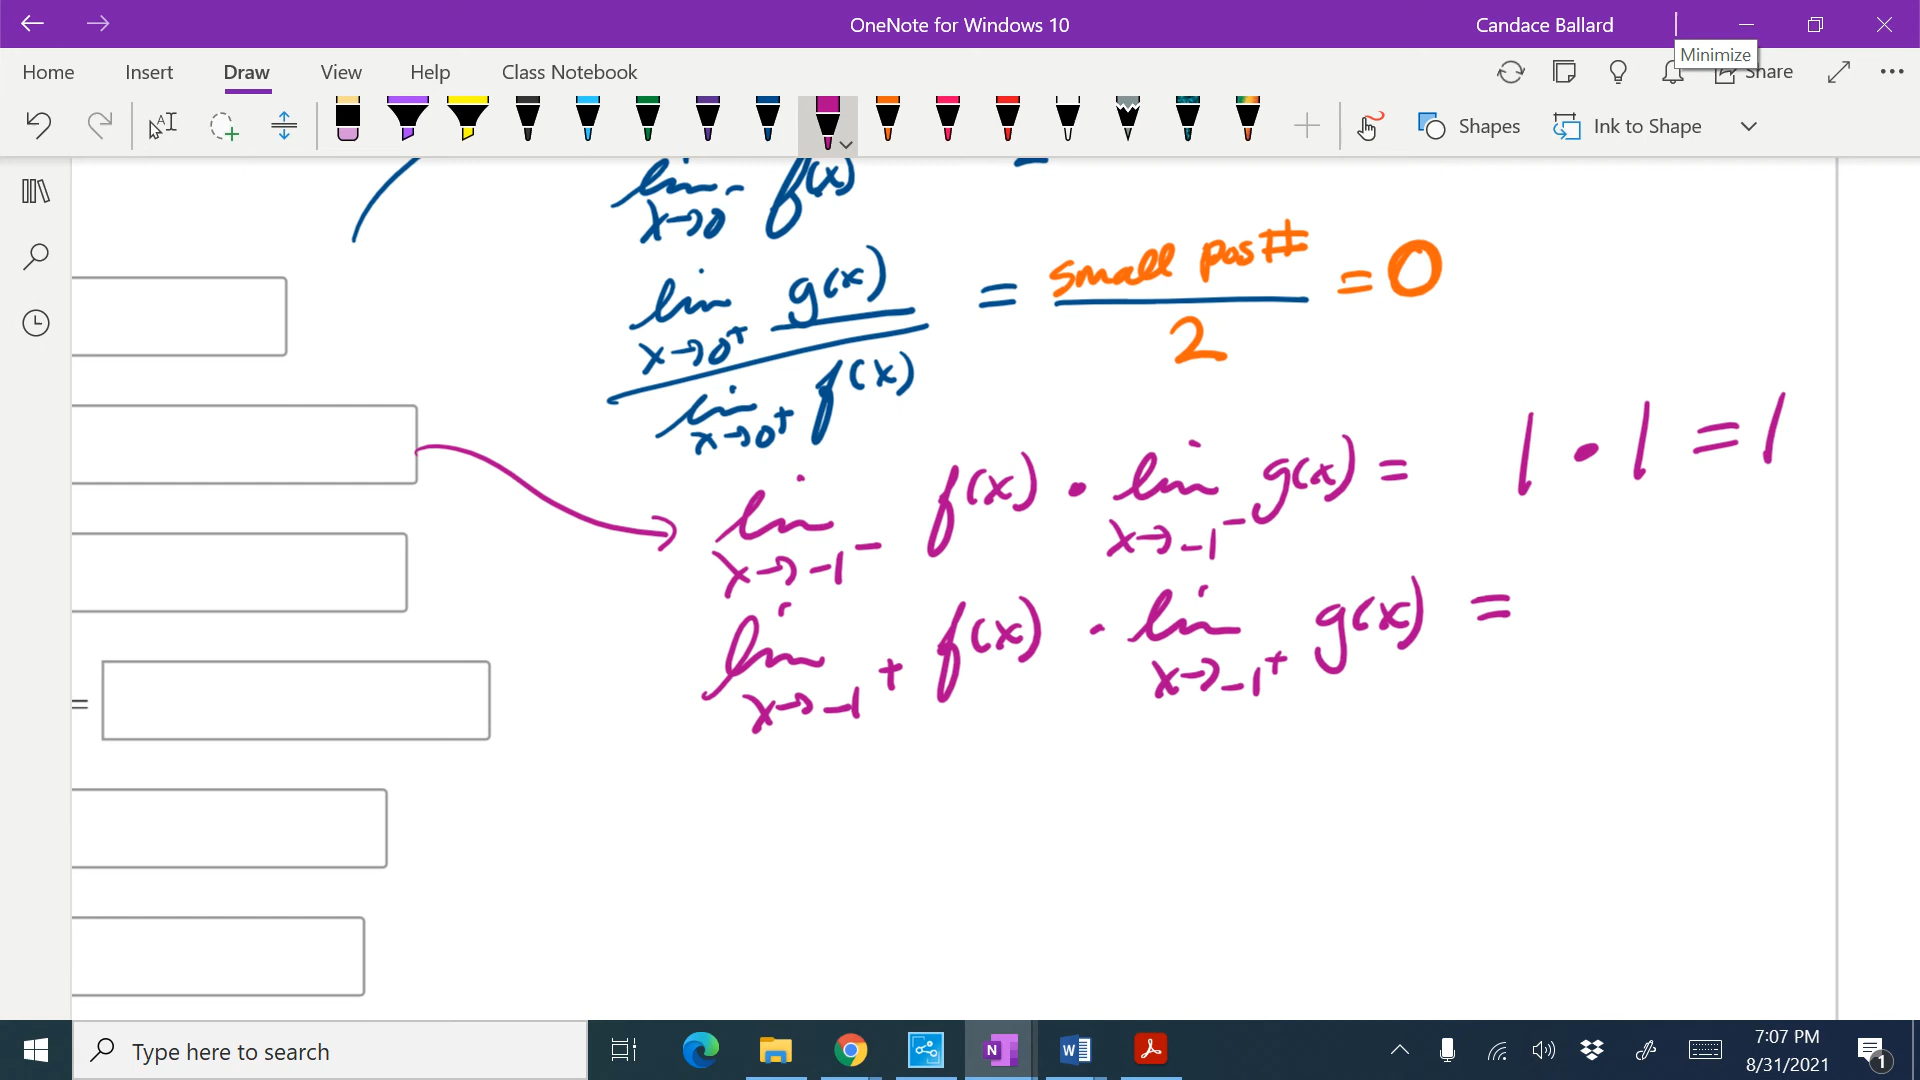 OneNote for Windows 10
Candace Ballard
Minimize
Home Insert Draw View Help Class Notebook Share
Shapes Ink to Shape
lim x→0⁻ f(x) =
lim x→0⁺ g(x) / lim x→0⁺ f(x) = small pos # / 2 = 0
lim x→-1⁻ f(x) · lim x→-1⁻ g(x) = 1 · 1 = 1
lim x→-1⁺ f(x) · lim x→-1⁺ g(x) =
=
Type here to search
7:07 PM
8/31/2021
1